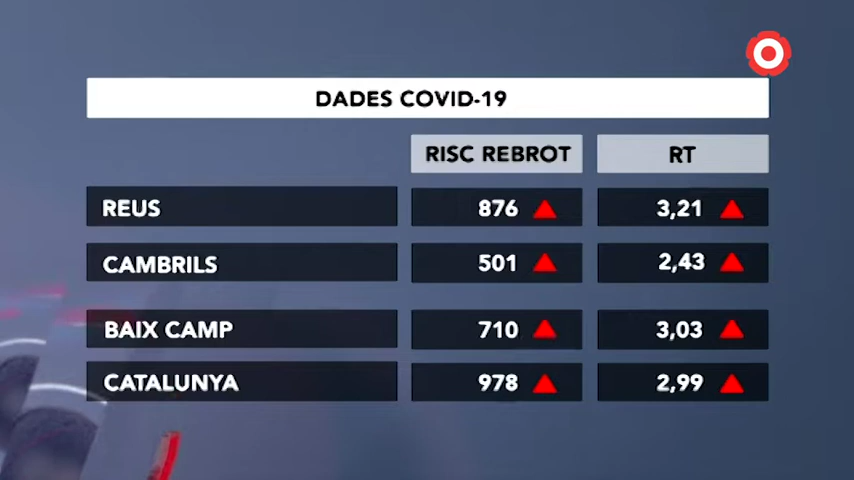 DADES COVID-19
RISC REBROT RT
REUS 876 3,21
CAMBRILS 501 2,43
BAIX CAMP 710 3,03
CATALUNYA 978 2,99